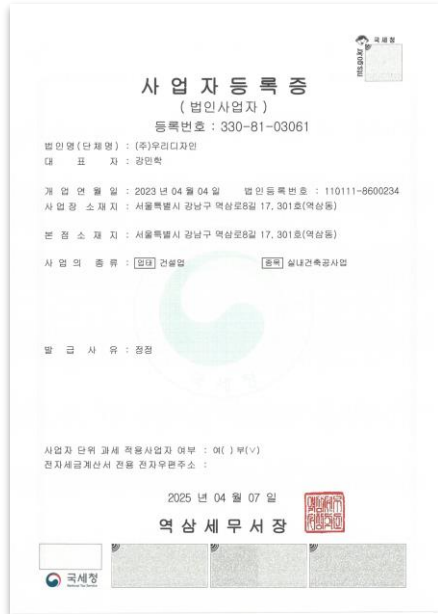 국세청
nts.go.kr
사업자등록증
( 법인사업자 )
등록번호 : 330-81-03061
법인명(단체명) : (주)우리디자인
대 표 자 : 강민학
개 업 연 월 일 : 2023 년 04 월 04 일 법인등록번호 : 110111-8600234
사 업 장 소 재 지 : 서울특별시 강남구 역삼로8길 17, 301호(역삼동)
본 점 소 재 지 : 서울특별시 강남구 역삼로8길 17, 301호(역삼동)
사 업 의 종 류 : 업태 건설업 종목 실내건축공사업
발 급 사 유 : 정정
사업자 단위 과세 적용사업자 여부 : 여( ) 부(∨)
전자세금계산서 전용 전자우편주소 :
2025 년 04 월 07 일
역삼세무서장
국세청
National Tax Service